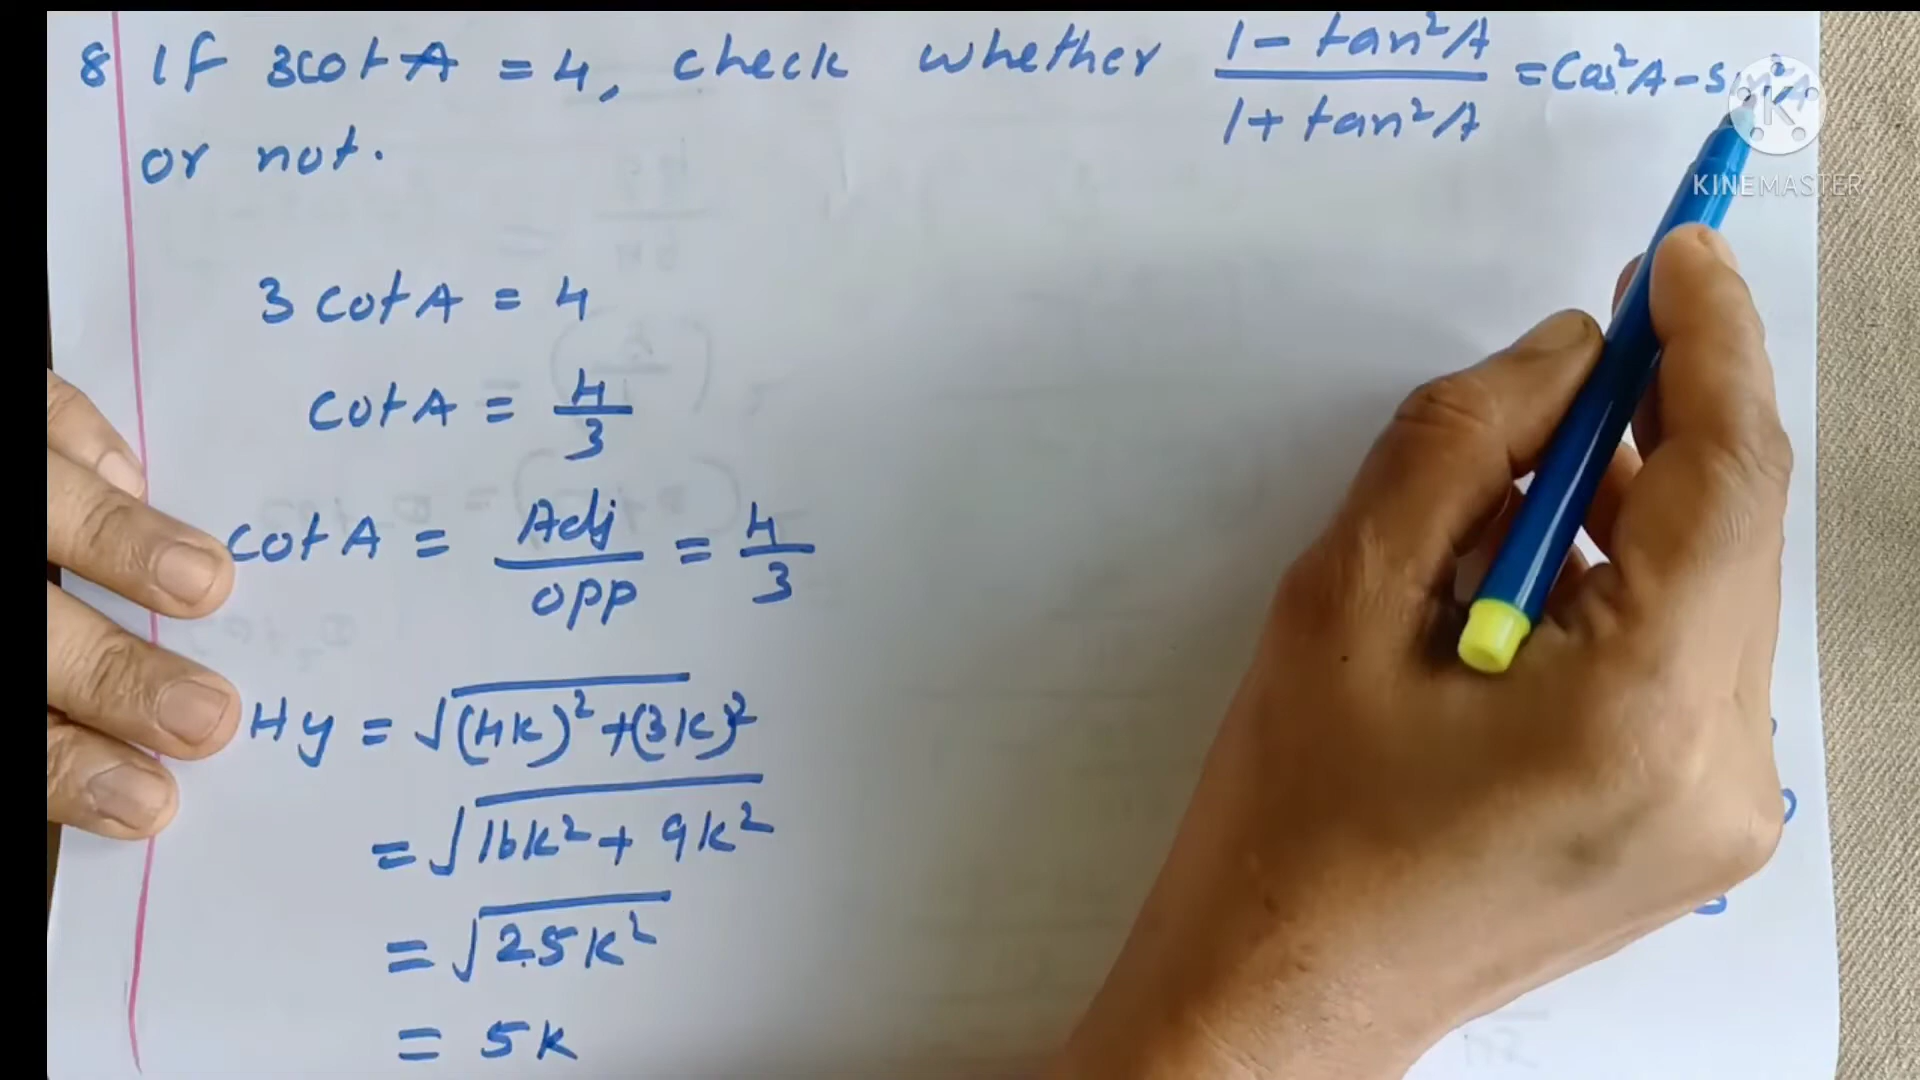 8 If 3cot A = 4, check whether (1 - tan²A)/(1 + tan²A) = Cos²A - sin²A
or not.
KINEMASTER
3 cot A = 4
cot A = 4/3
cot A = Adj/opp = 4/3
Hy = √(4k)² + (3k)²
= √16k² + 9k²
= √25k²
= 5k